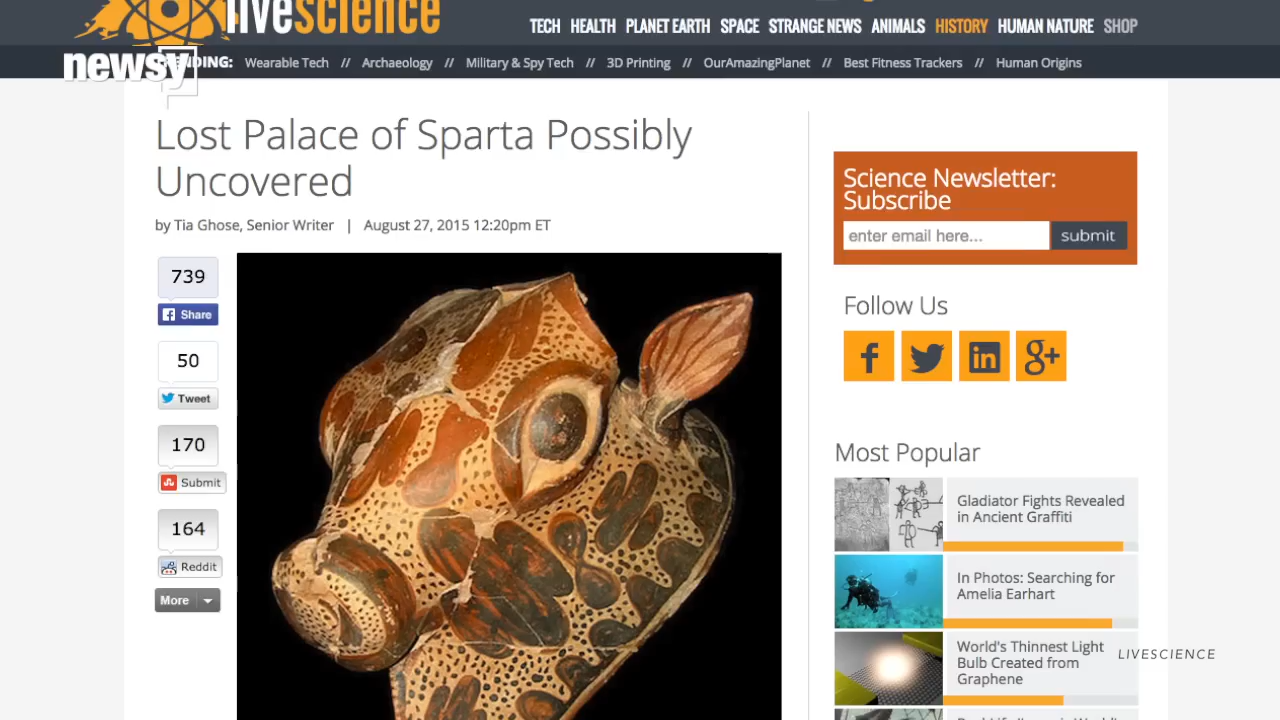 livescience
TECH HEALTH PLANET EARTH SPACE STRANGE NEWS ANIMALS HISTORY HUMAN NATURE SHOP
newsy
TRENDING: Wearable Tech // Archaeology // Military & Spy Tech // 3D Printing // OurAmazingPlanet // Best Fitness Trackers // Human Origins
Lost Palace of Sparta Possibly
Uncovered
by Tia Ghose, Senior Writer | August 27, 2015 12:20pm ET
739
Share
50
Tweet
170
Submit
164
Reddit
More
Science Newsletter:
Subscribe
enter email here...
submit
Follow Us
Most Popular
Gladiator Fights Revealed
in Ancient Graffiti
In Photos: Searching for
Amelia Earhart
World's Thinnest Light
Bulb Created from
Graphene
LIVESCIENCE